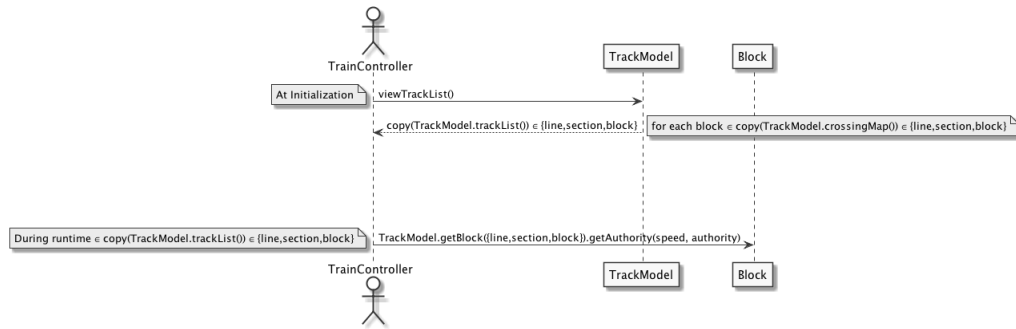 TrainController
TrackModel
Block
At Initialization
viewTrackList()
copy(TrackModel.trackList()) ∈ {line,section,block}
for each block ∈ copy(TrackModel.crossingMap()) ∈ {line,section,block}
During runtime ∈ copy(TrackModel.trackList()) ∈ {line,section,block}
TrackModel.getBlock({line,section,block}).getAuthority(speed, authority)
TrainController
TrackModel
Block